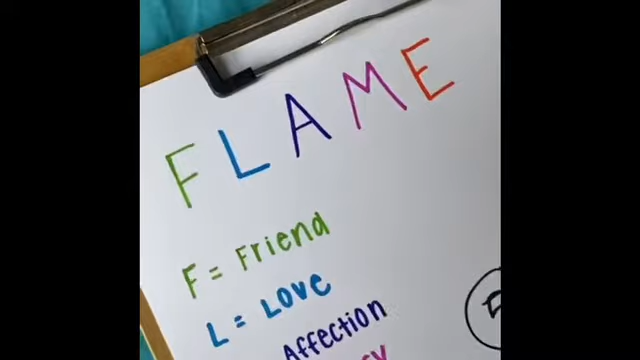 FLAME
F = Friend
L = Love
Affection